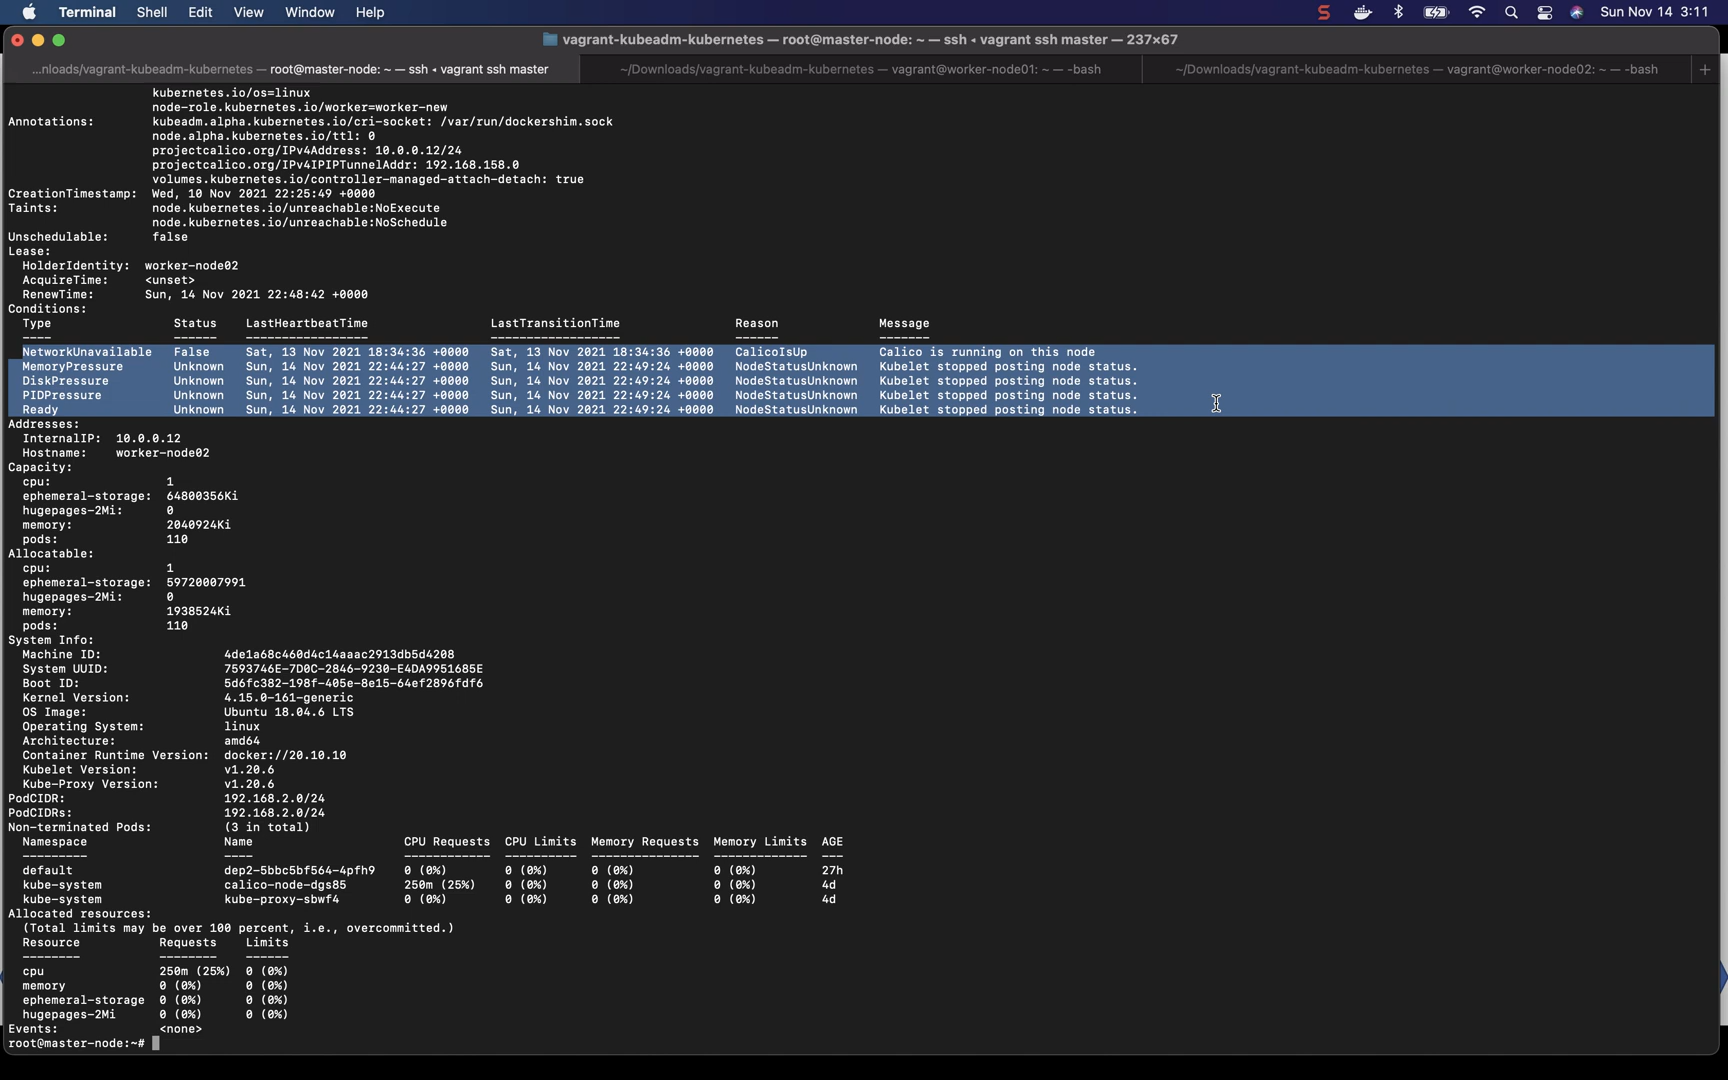 Terminal Shell Edit View Window Help Sun Nov 14 3:11
vagrant-kubeadm-kubernetes — root@master-node: ~ — ssh ◂ vagrant ssh master — 237×67
...nloads/vagrant-kubeadm-kubernetes — root@master-node: ~ — ssh ◂ vagrant ssh master ~/Downloads/vagrant-kubeadm-kubernetes — vagrant@worker-node01: ~ — -bash ~/Downloads/vagrant-kubeadm-kubernetes — vagrant@worker-node02: ~ — -bash +
kubernetes.io/os=linux
node-role.kubernetes.io/worker=worker-new
Annotations: kubeadm.alpha.kubernetes.io/cri-socket: /var/run/dockershim.sock
node.alpha.kubernetes.io/ttl: 0
projectcalico.org/IPv4Address: 10.0.0.12/24
projectcalico.org/IPv4IPIPTunnelAddr: 192.168.158.0
volumes.kubernetes.io/controller-managed-attach-detach: true
CreationTimestamp: Wed, 10 Nov 2021 22:25:49 +0000
Taints: node.kubernetes.io/unreachable:NoExecute
node.kubernetes.io/unreachable:NoSchedule
Unschedulable: false
Lease:
HolderIdentity: worker-node02
AcquireTime: <unset>
RenewTime: Sun, 14 Nov 2021 22:48:42 +0000
Conditions:
Type Status LastHeartbeatTime LastTransitionTime Reason Message
---- ------ ----------------- ------------------ ------ -------
NetworkUnavailable False Sat, 13 Nov 2021 18:34:36 +0000 Sat, 13 Nov 2021 18:34:36 +0000 CalicoIsUp Calico is running on this node
MemoryPressure Unknown Sun, 14 Nov 2021 22:44:27 +0000 Sun, 14 Nov 2021 22:49:24 +0000 NodeStatusUnknown Kubelet stopped posting node status.
DiskPressure Unknown Sun, 14 Nov 2021 22:44:27 +0000 Sun, 14 Nov 2021 22:49:24 +0000 NodeStatusUnknown Kubelet stopped posting node status.
PIDPressure Unknown Sun, 14 Nov 2021 22:44:27 +0000 Sun, 14 Nov 2021 22:49:24 +0000 NodeStatusUnknown Kubelet stopped posting node status.
Ready Unknown Sun, 14 Nov 2021 22:44:27 +0000 Sun, 14 Nov 2021 22:49:24 +0000 NodeStatusUnknown Kubelet stopped posting node status.
Addresses:
InternalIP: 10.0.0.12
Hostname: worker-node02
Capacity:
cpu: 1
ephemeral-storage: 64800356Ki
hugepages-2Mi: 0
memory: 2040924Ki
pods: 110
Allocatable:
cpu: 1
ephemeral-storage: 59720007991
hugepages-2Mi: 0
memory: 1938524Ki
pods: 110
System Info:
Machine ID: 4de1a68c460d4c14aaac2913db5d4208
System UUID: 7593746E-7D0C-2846-9230-E4DA9951685E
Boot ID: 5d6fc382-198f-405e-8e15-64ef2896fdf6
Kernel Version: 4.15.0-161-generic
OS Image: Ubuntu 18.04.6 LTS
Operating System: linux
Architecture: amd64
Container Runtime Version: docker://20.10.10
Kubelet Version: v1.20.6
Kube-Proxy Version: v1.20.6
PodCIDR: 192.168.2.0/24
PodCIDRs: 192.168.2.0/24
Non-terminated Pods: (3 in total)
Namespace Name CPU Requests CPU Limits Memory Requests Memory Limits AGE
--------- ---- ------------ ---------- --------------- ------------- ---
default dep2-5bbc5bf564-4pfh9 0 (0%) 0 (0%) 0 (0%) 0 (0%) 27h
kube-system calico-node-dgs85 250m (25%) 0 (0%) 0 (0%) 0 (0%) 4d
kube-system kube-proxy-sbwf4 0 (0%) 0 (0%) 0 (0%) 0 (0%) 4d
Allocated resources:
(Total limits may be over 100 percent, i.e., overcommitted.)
Resource Requests Limits
-------- -------- ------
cpu 250m (25%) 0 (0%)
memory 0 (0%) 0 (0%)
ephemeral-storage 0 (0%) 0 (0%)
hugepages-2Mi 0 (0%) 0 (0%)
Events: <none>
root@master-node:~#